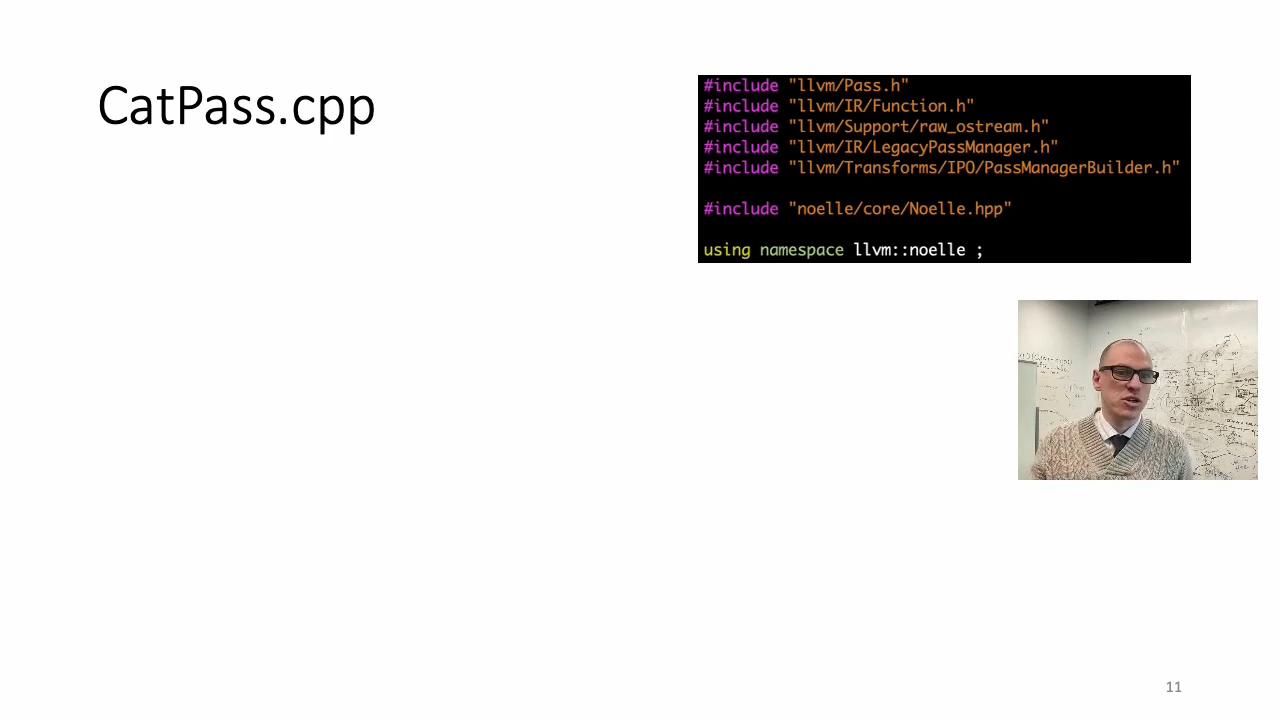 CatPass.cpp
#include "llvm/Pass.h"
#include "llvm/IR/Function.h"
#include "llvm/Support/raw_ostream.h"
#include "llvm/IR/LegacyPassManager.h"
#include "llvm/Transforms/IPO/PassManagerBuilder.h"
#include "noelle/core/Noelle.hpp"
using namespace llvm::noelle ;
11